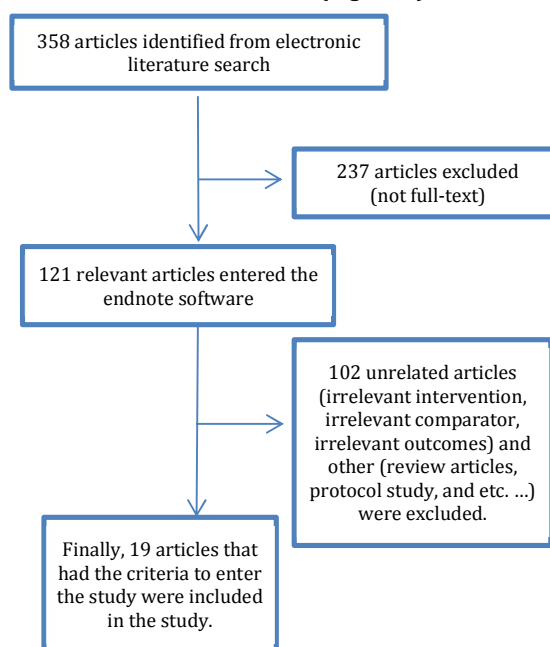 358 articles identified from electronic
literature search
237 articles excluded
(not full-text)
121 relevant articles entered the
endnote software
102 unrelated articles
(irrelevant intervention,
irrelevant comparator,
irrelevant outcomes) and
other (review articles,
protocol study, and etc. …)
were excluded.
Finally, 19 articles that
had the criteria to enter
the study were included
in the study.